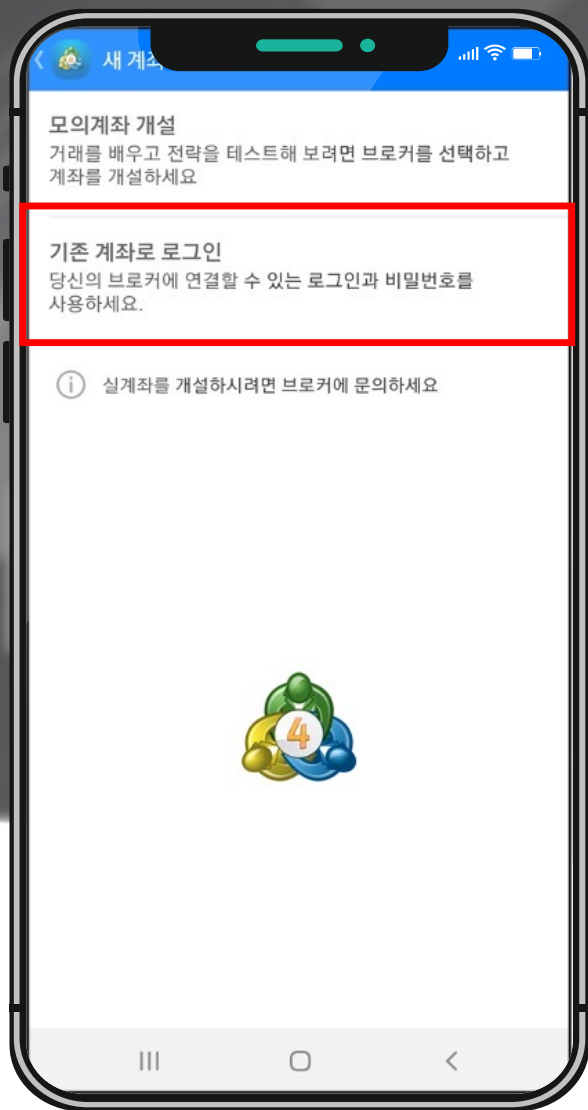 새 계
모의계좌 개설
거래를 배우고 전략을 테스트해 보려면 브로커를 선택하고
계좌를 개설하세요
기존 계좌로 로그인
당신의 브로커에 연결할 수 있는 로그인과 비밀번호를
사용하세요.
실계좌를 개설하시려면 브로커에 문의하세요
4